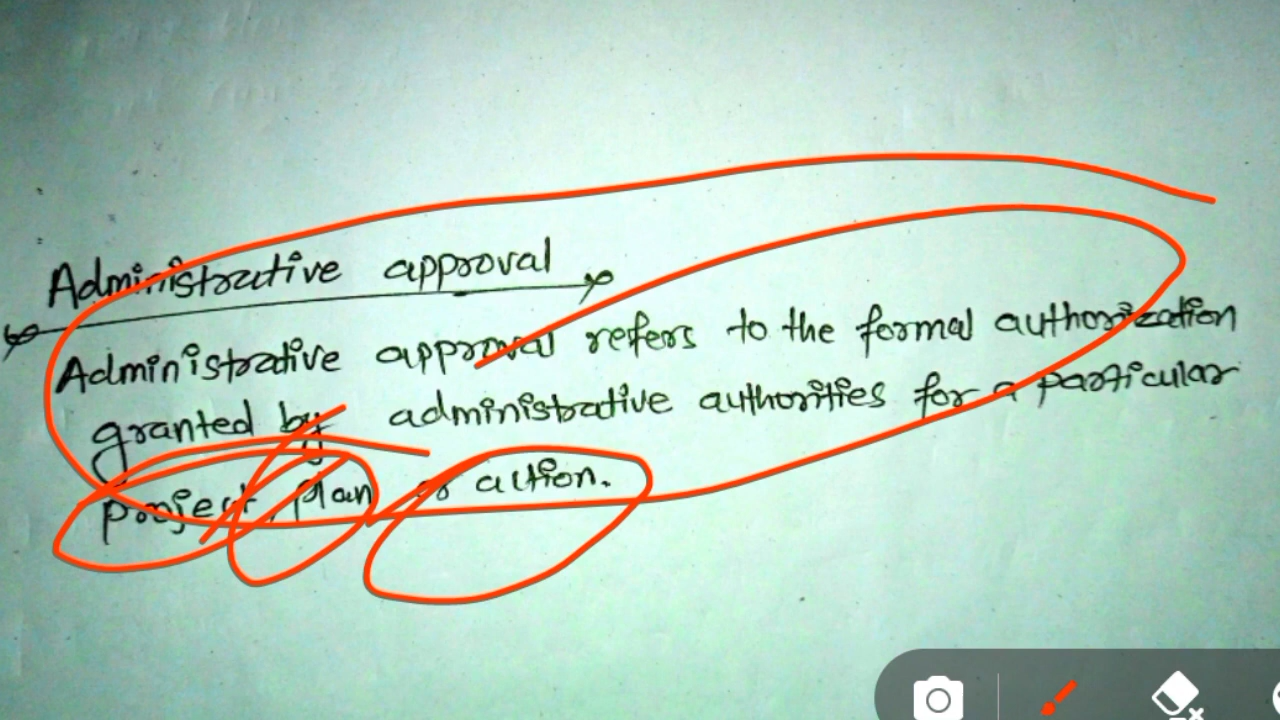 Administrative approval
Administrative approval refers to the formal authorization
granted by administrative authorities for a particular
project, plan or action.